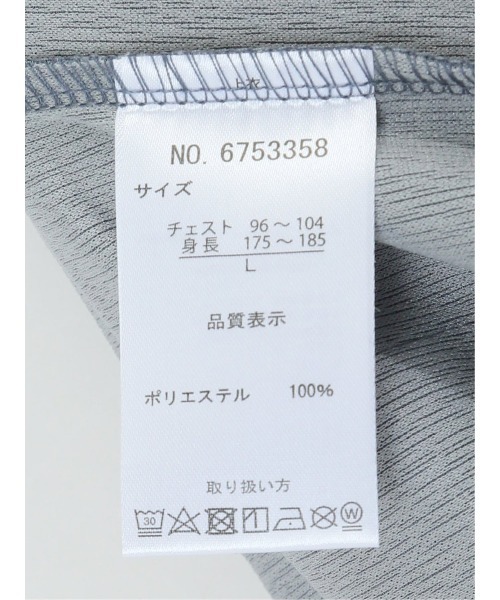 上衣
NO. 6753358
サイズ
チェスト 96～104
身長 175～185
L
品質表示
ポリエステル 100%
取り扱い方
30 W